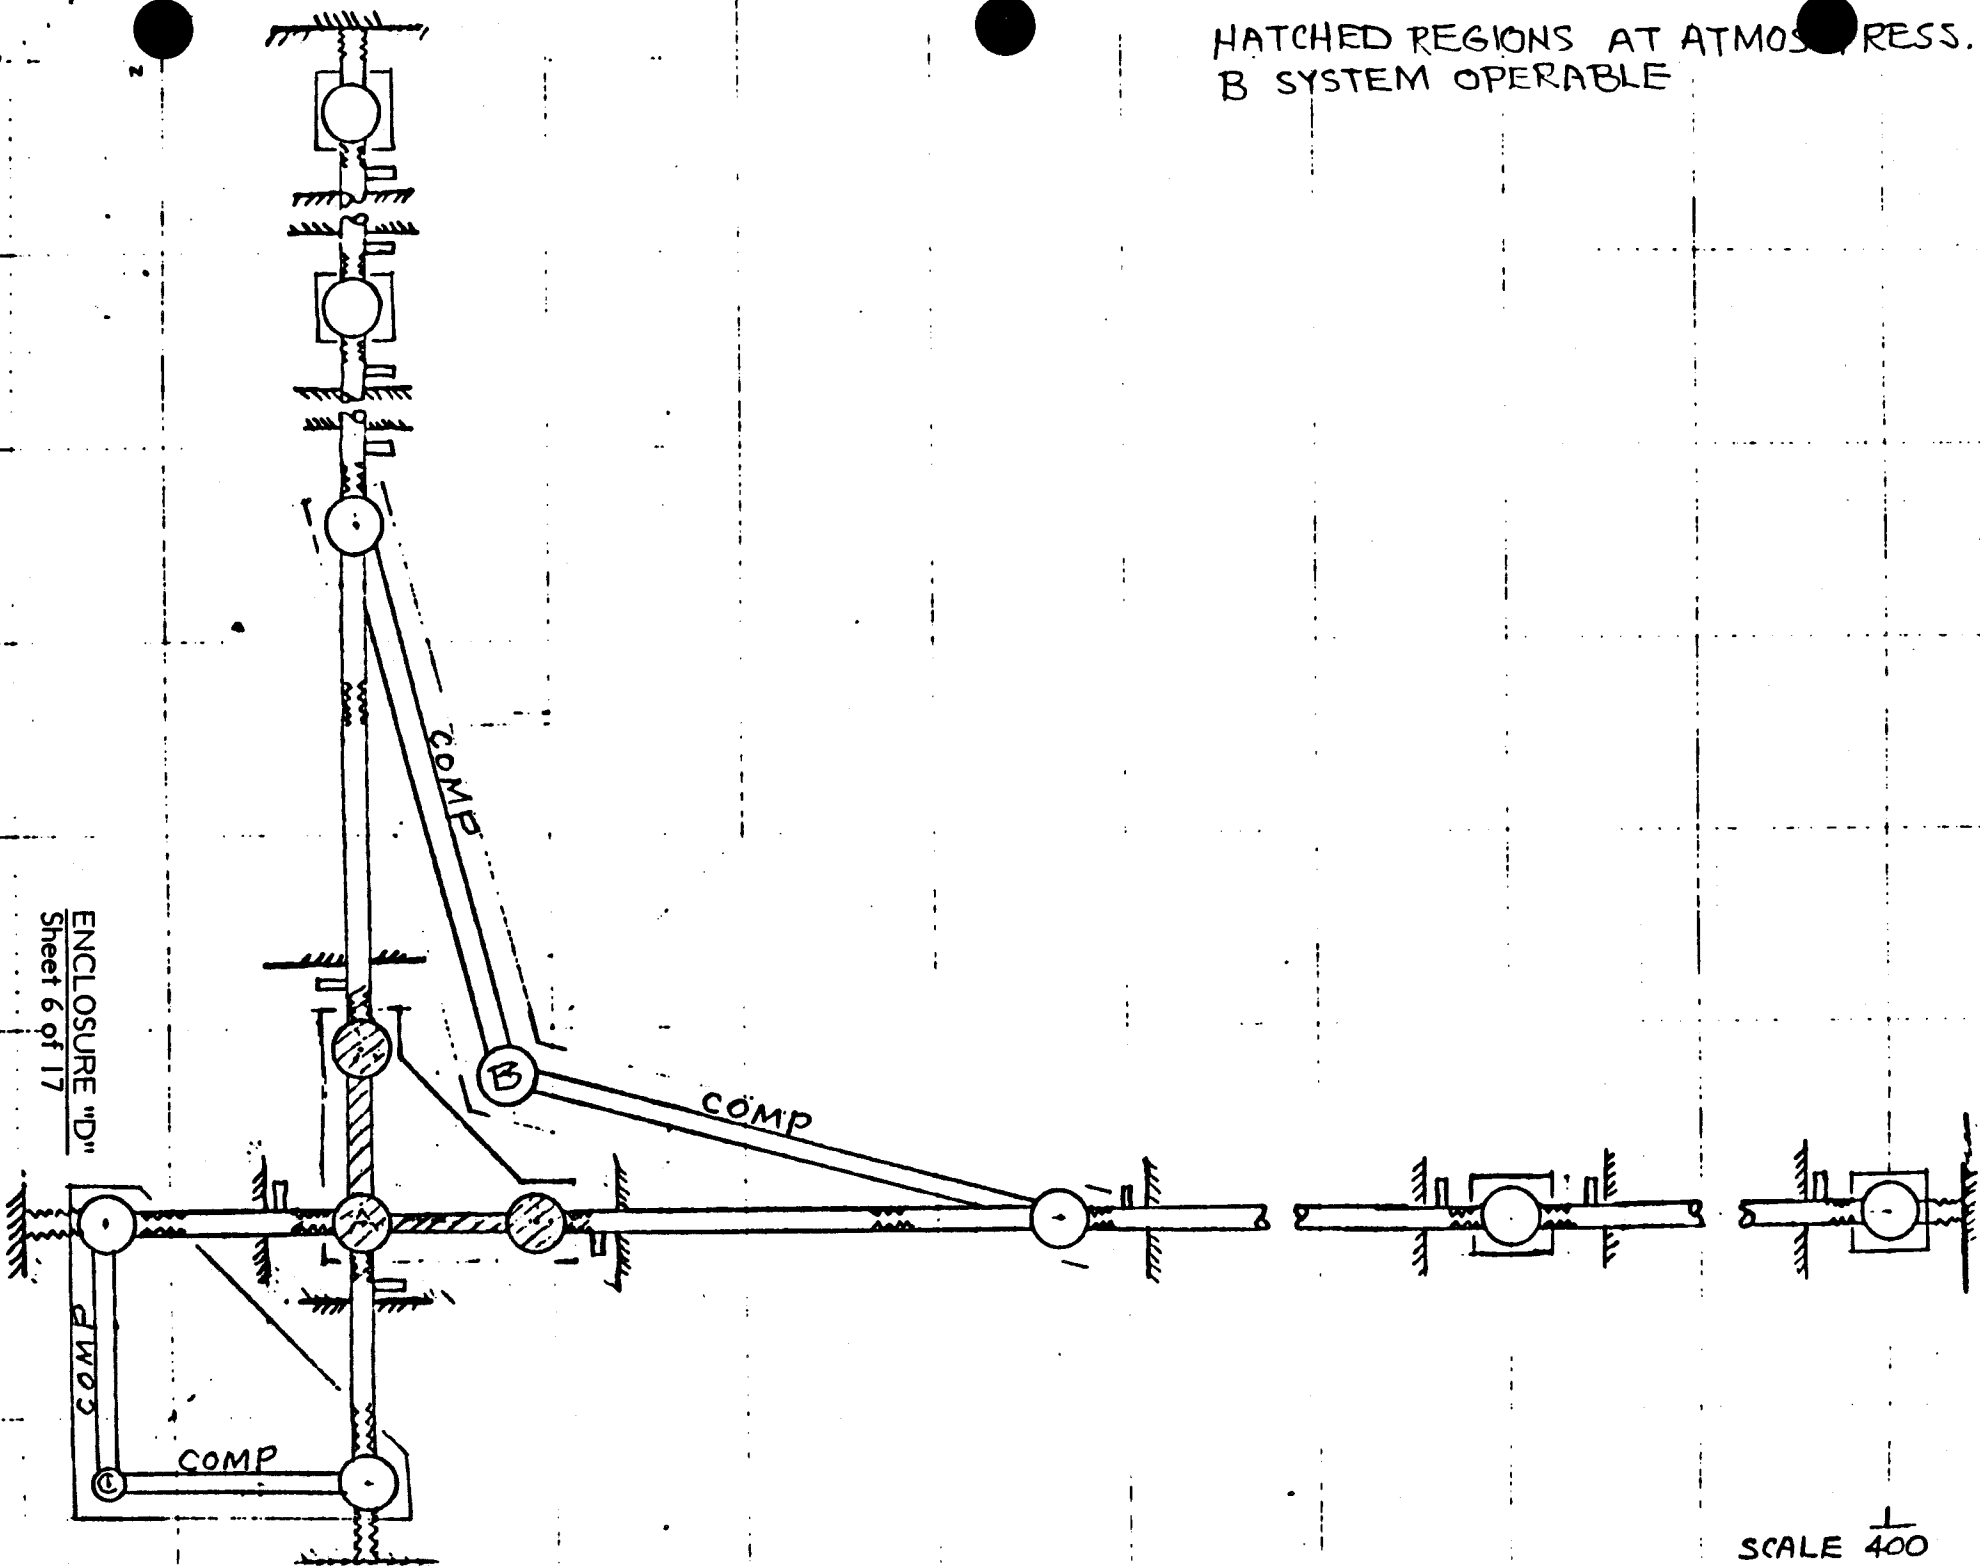 HATCHED REGIONS AT ATMOS RESS.
B SYSTEM OPERABLE
COMP
B
COMP
A
COMP
COMP
C
ENCLOSURE "D"
Sheet 6 of 17
SCALE 1/400